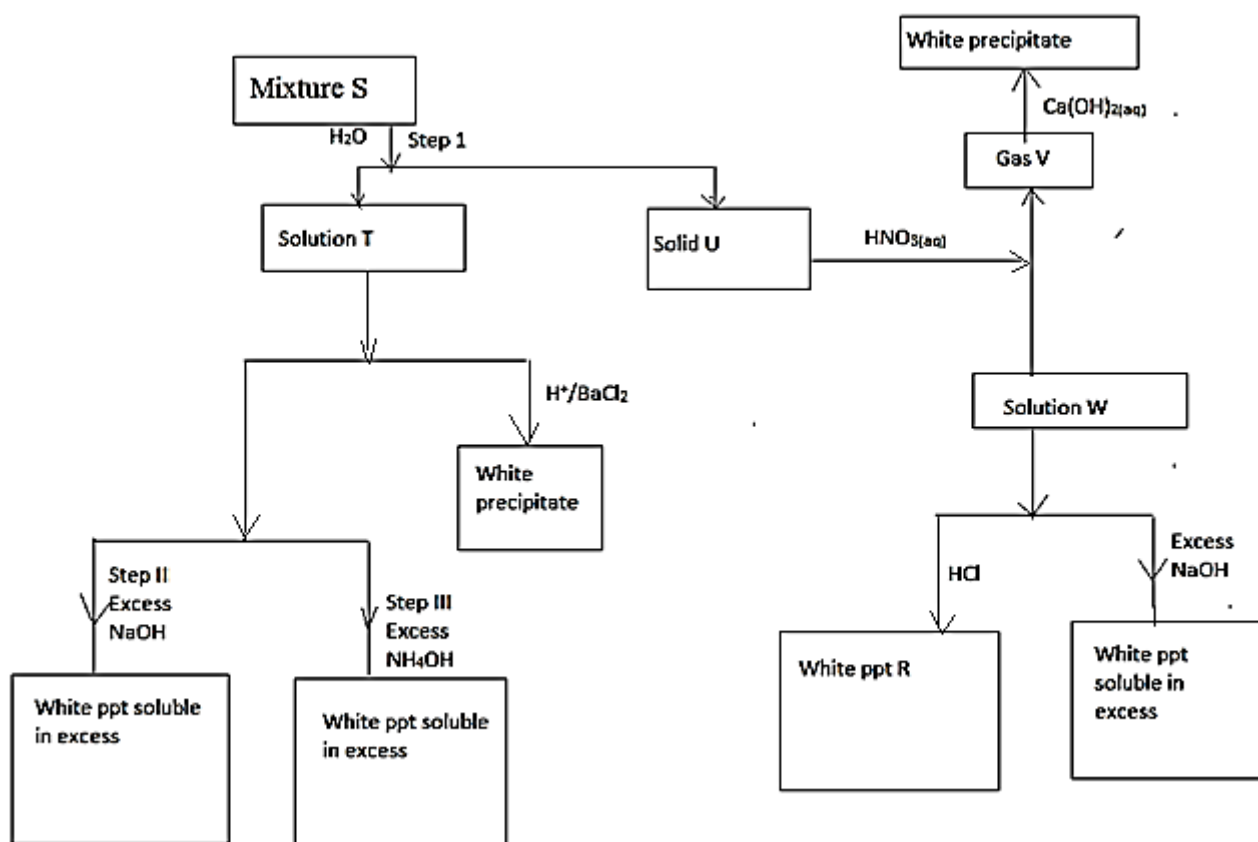 White precipitate
Mixture S
Ca(OH)₂₍aq₎
H₂O
Step 1
Gas V
Solution T
Solid U
HNO₃₍aq₎
H⁺/BaCl₂
Solution W
White
precipitate
Step II
Excess
NaOH
Step III
Excess
NH₄OH
HCl
Excess
NaOH
White ppt soluble
in excess
White ppt soluble
in excess
White ppt R
White ppt
soluble in
excess